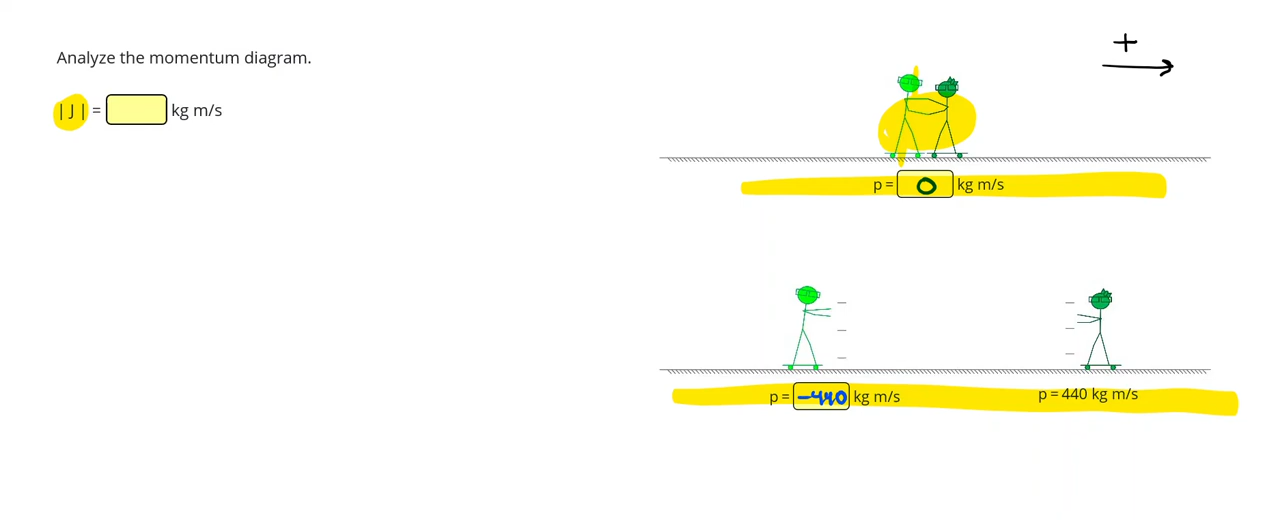 Analyze the momentum diagram.
|J| = kg m/s
+
p = 0 kg m/s
p = -440 kg m/s
p = 440 kg m/s